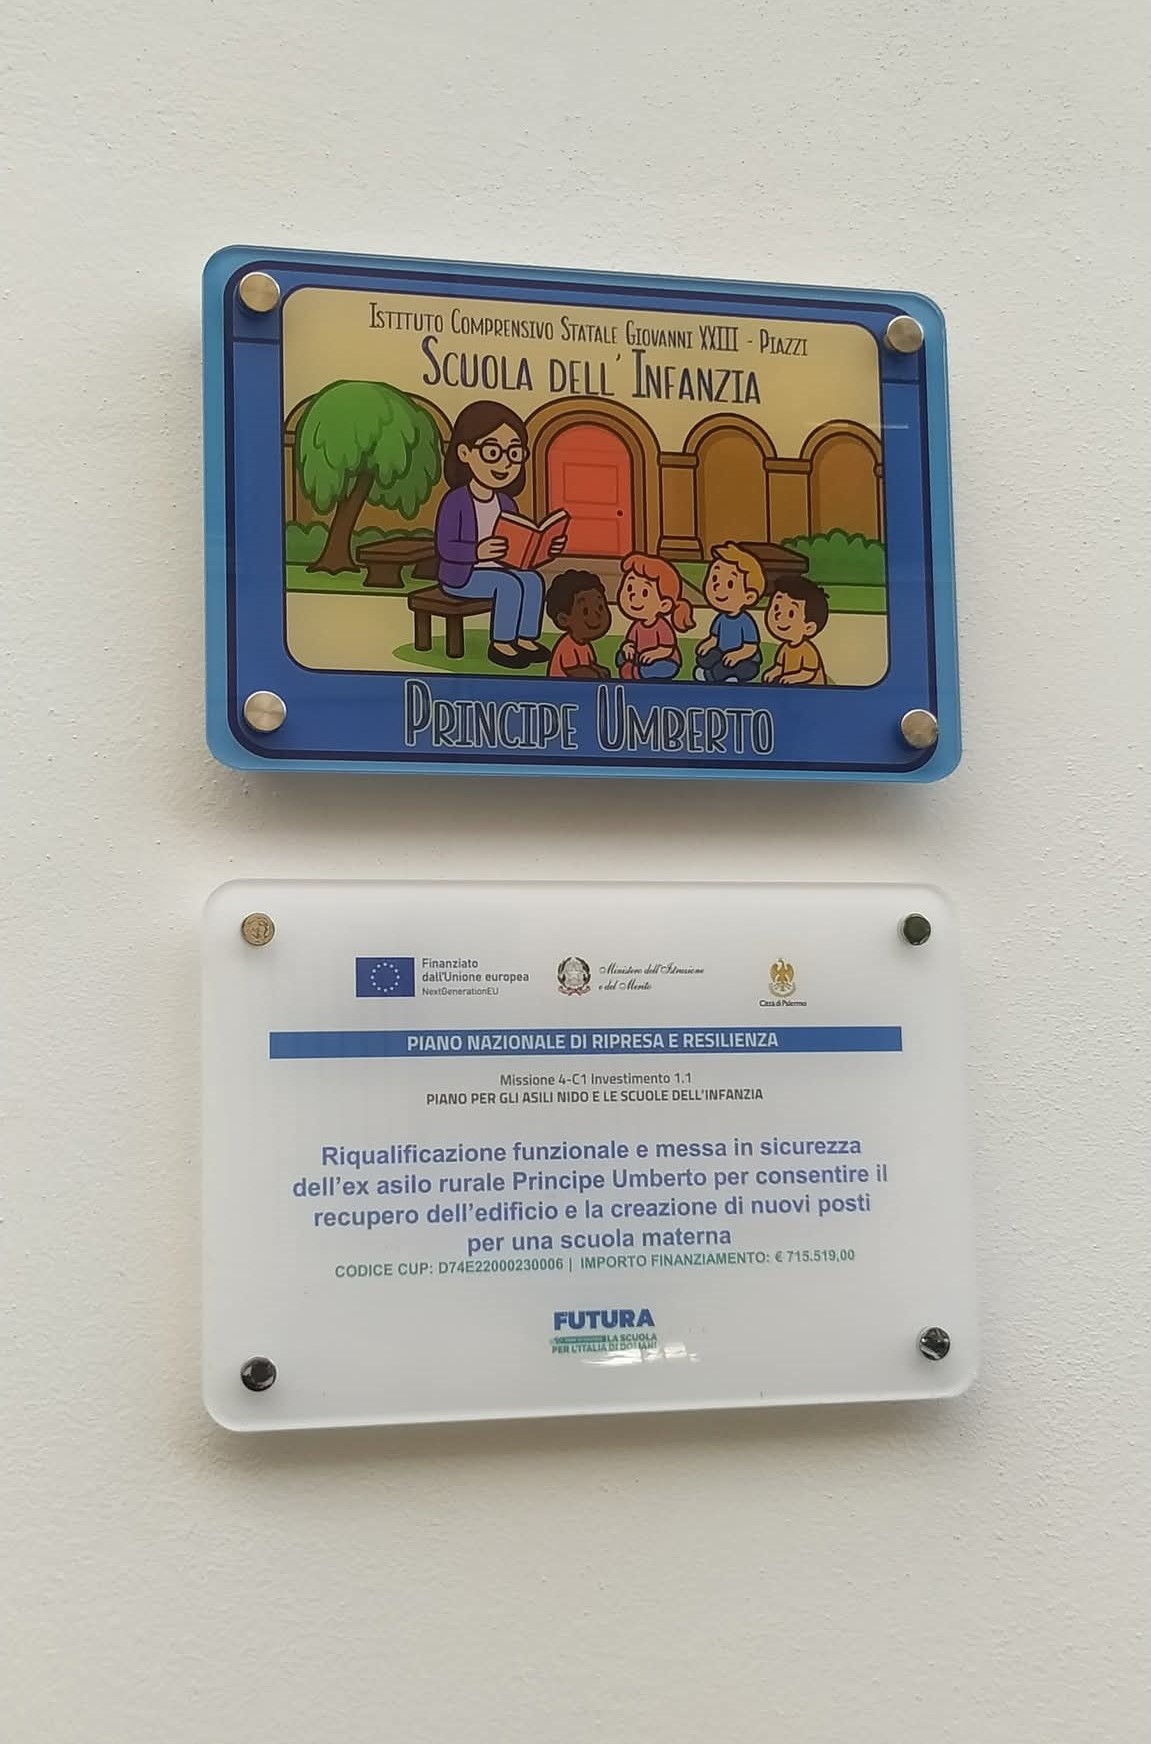 Istituto Comprensivo Statale Giovanni XXIII - Piazzi
Scuola dell' Infanzia
Principe Umberto
Finanziato
dall'Unione europea
NextGenerationEU
Ministero dell'Istruzione
e del Merito
Città di Palermo
PIANO NAZIONALE DI RIPRESA E RESILIENZA
Missione 4-C1 Investimento 1.1
PIANO PER GLI ASILI NIDO E LE SCUOLE DELL'INFANZIA
Riqualificazione funzionale e messa in sicurezza
dell'ex asilo rurale Principe Umberto per consentire il
recupero dell'edificio e la creazione di nuovi posti
per una scuola materna
CODICE CUP: D74E22000230006 | IMPORTO FINANZIAMENTO: € 715.519,00
FUTURA
LA SCUOLA
PER L'ITALIA DI DOMANI